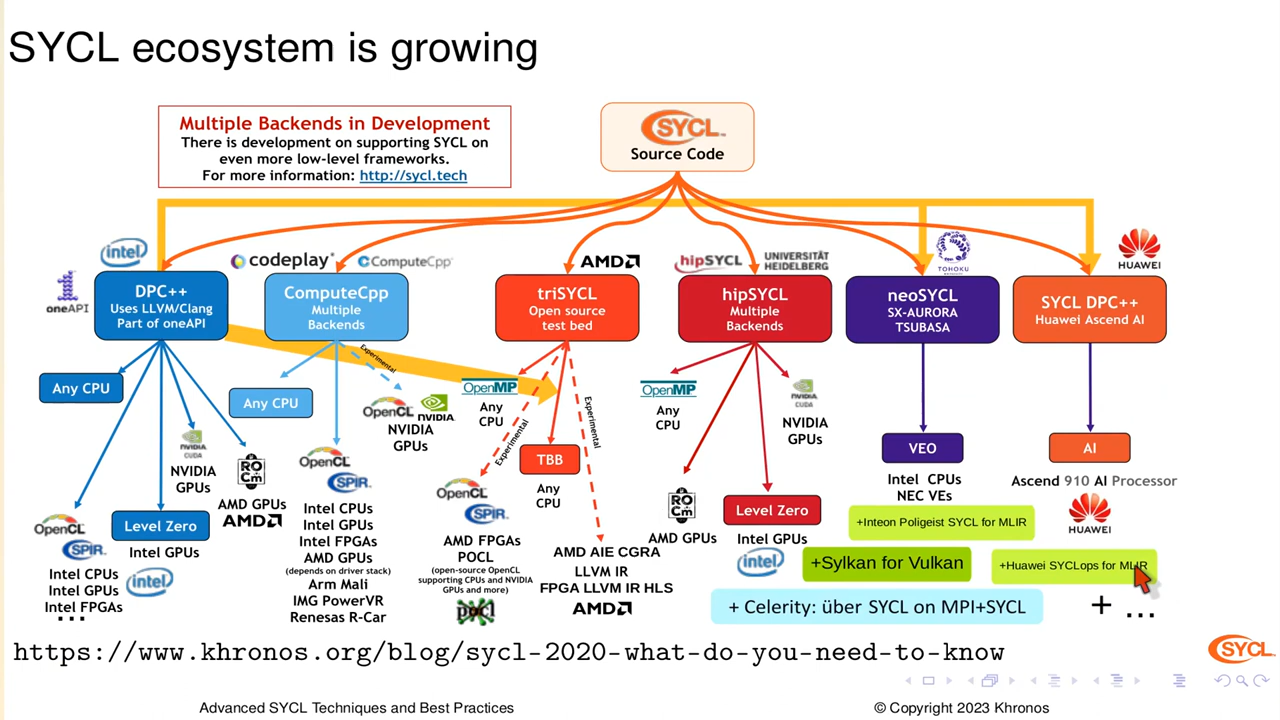 SYCL ecosystem is growing
Multiple Backends in Development
There is development on supporting SYCL on
even more low-level frameworks.
For more information: http://sycl.tech
SYCL
Source Code
intel
oneAPI
DPC++
Uses LLVM/Clang
Part of oneAPI
codeplay
ComputeCpp
ComputeCpp
Multiple
Backends
AMD
triSYCL
Open source
test bed
hipSYCL
UNIVERSITÄT
HEIDELBERG
hipSYCL
Multiple
Backends
TOHOKU
neoSYCL
SX-AURORA
TSUBASA
HUAWEI
SYCL DPC++
Huawei Ascend AI
Any CPU
OpenCL
SPIR
Intel CPUs
Intel GPUs
Intel FPGAs
...
Level Zero
Intel GPUs
intel
NVIDIA
CUDA
NVIDIA
GPUs
ROCm
AMD GPUs
AMD
Any CPU
Experimental
OpenCL
SPIR
Intel CPUs
Intel GPUs
Intel FPGAs
AMD GPUs
(depends on driver stack)
Arm Mali
IMG PowerVR
Renesas R-Car
OpenCL
NVIDIA
NVIDIA
GPUs
OpenMP
Any
CPU
Experimental
OpenCL
SPIR
AMD FPGAs
POCL
(open-source OpenCL
supporting CPUs and NVIDIA
GPUs and more)
pocl
TBB
Any
CPU
Experimental
AMD AIE CGRA
LLVM IR
FPGA LLVM IR HLS
AMD
OpenMP
Any
CPU
ROCm
AMD GPUs
Level Zero
Intel GPUs
intel
NVIDIA
CUDA
NVIDIA
GPUs
VEO
Intel CPUs
NEC VEs
AI
Ascend 910 AI Processor
HUAWEI
+Inteon Poligeist SYCL for MLIR
+Sylkan for Vulkan
+Huawei SYCLops for MLIR
+ Celerity: über SYCL on MPI+SYCL
+ ...
https://www.khronos.org/blog/sycl-2020-what-do-you-need-to-know
SYCL
Advanced SYCL Techniques and Best Practices
© Copyright 2023 Khronos